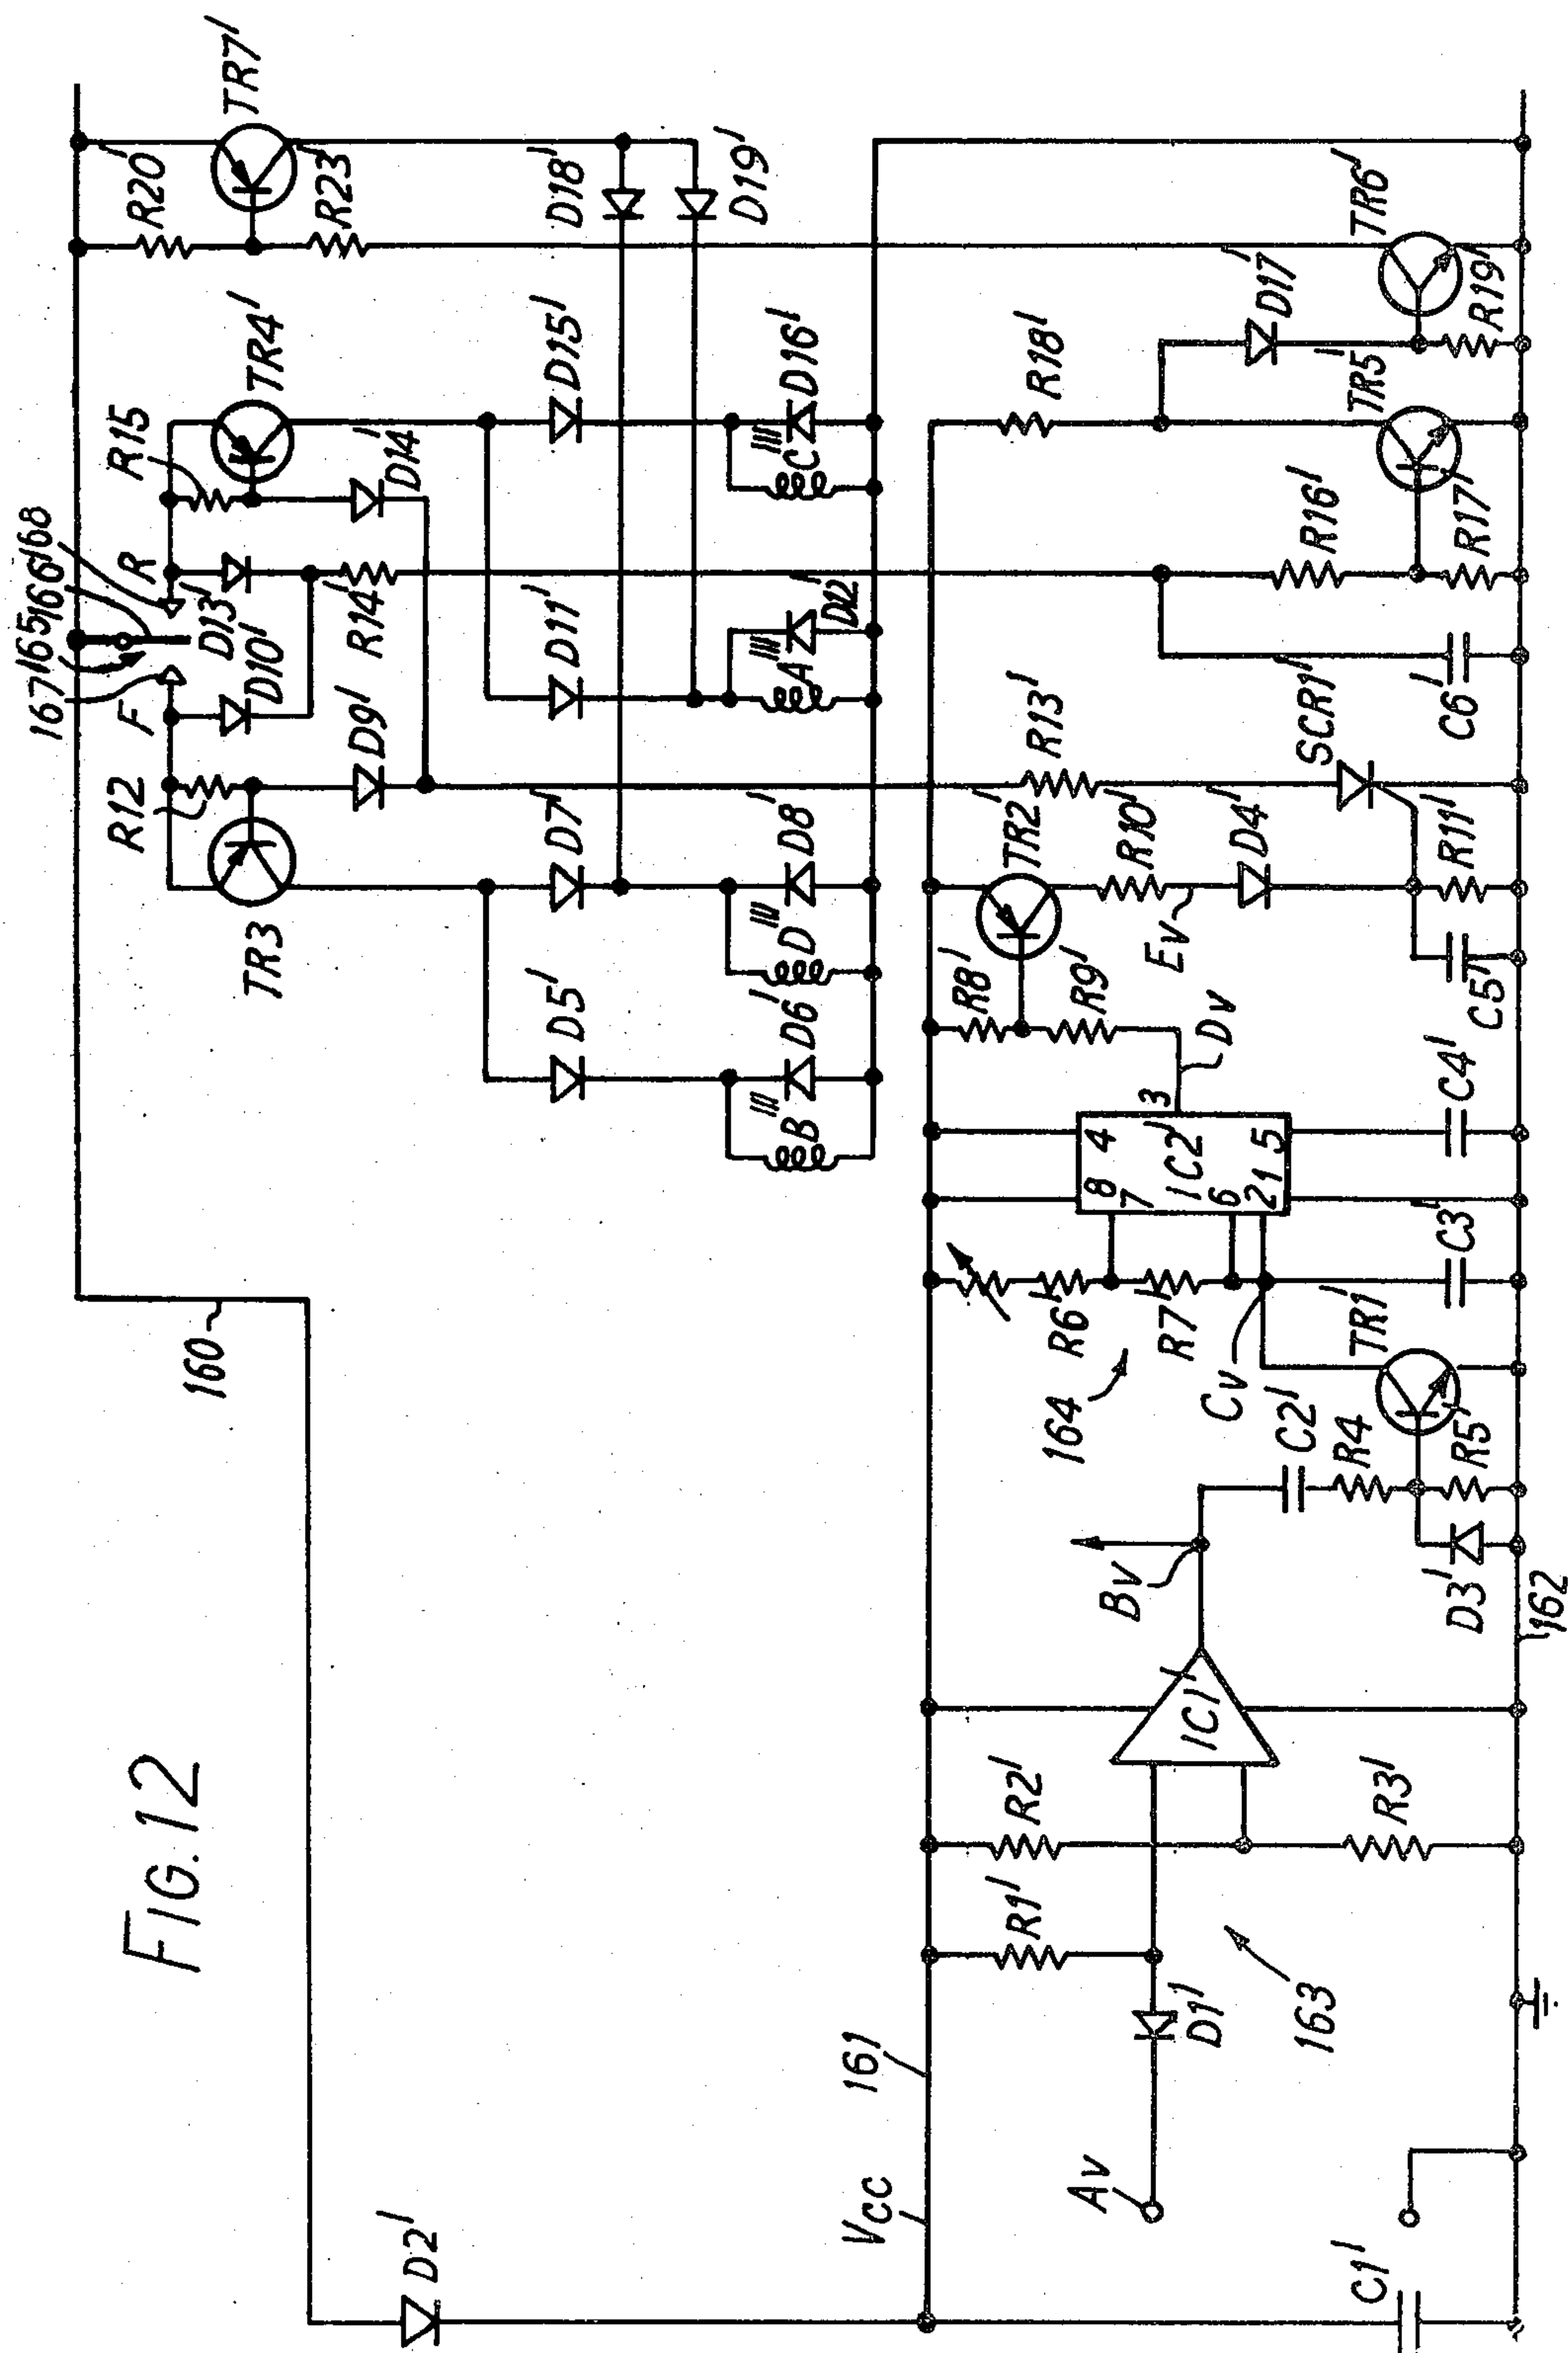 FIG. 12
160
D2'
Vcc
161
162
163
164
165
166
167
168
F
R
R12
R15
TR3
TR4'
TR7'
R20'
R23'
D9'
D10'
D13'
D14'
R14'
D5'
D7'
D11'
D15'
D18'
D19'
B'''
D6'
D'''
D8'
A'''
D12'
C'''
D16'
C1'
Av
D1'
R1'
R2'
R3'
IC1'
Bv
C2'
R4'
R5'
D3'
TR1'
Cv
R6'
R7'
C3'
8 4
7
IC2'
3
6
2 1 5
C4'
Dv
R8'
R9'
TR2'
R10'
Ev
D4'
C5'
R11'
R13'
SCR1'
C6'
R16'
R17'
R18'
TR5'
D17'
TR6'
R19'